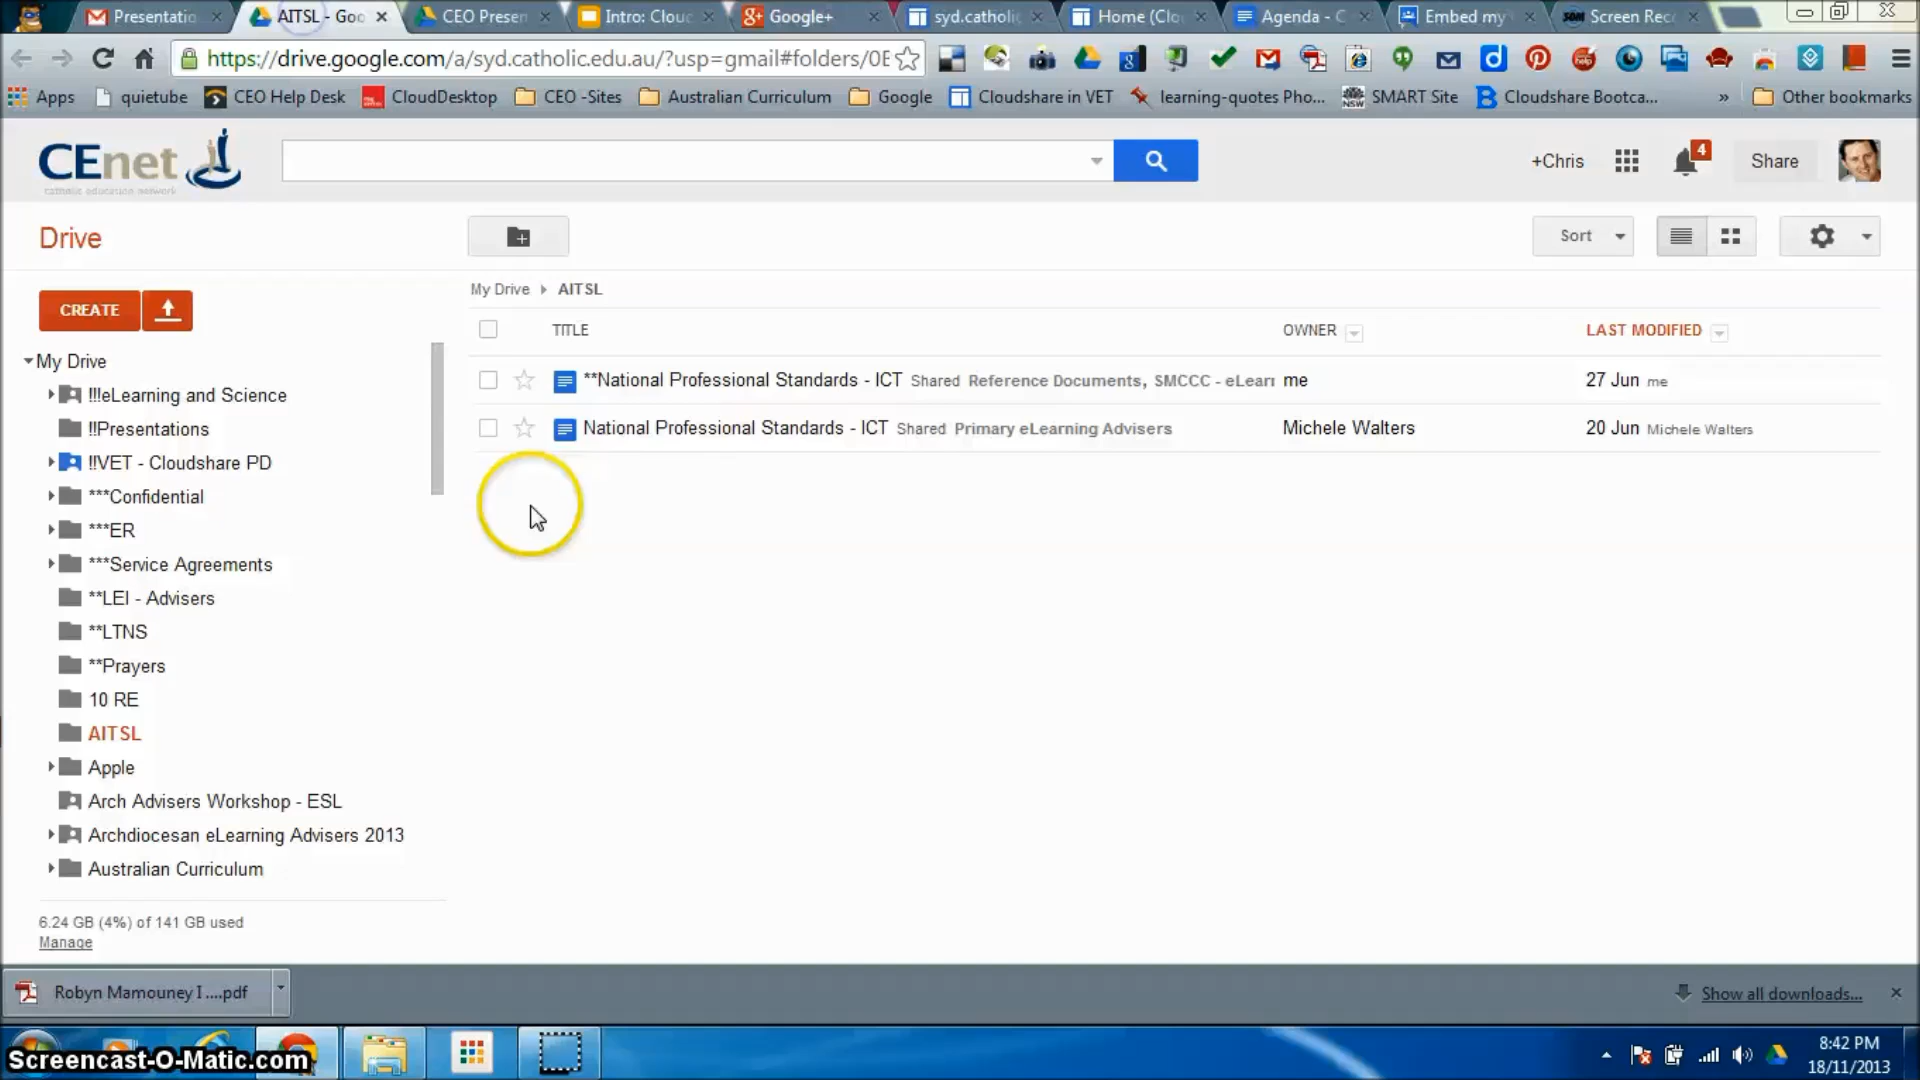 Presentatio
AITSL - Goo
CEO Presen
Intro: Clou
Google+
syd.catholic
Home (Clo
Agenda - C
Embed my
Screen Rec
https://drive.google.com/a/syd.catholic.edu.au/?usp=gmail#folders/0E
Apps
quietube
CEO Help Desk
CloudDesktop
CEO -Sites
Australian Curriculum
Google
Cloudshare in VET
learning-quotes Pho...
SMART Site
Cloudshare Bootca...
»
Other bookmarks
CEnet
catholic education network
+Chris
4
Share
Drive
Sort
My Drive
AITSL
CREATE
TITLE
OWNER
LAST MODIFIED
**National Professional Standards - ICT Shared Reference Documents, SMCCC - eLearn me 27 Jun me
National Professional Standards - ICT Shared Primary eLearning Advisers Michele Walters 20 Jun Michele Walters
My Drive
!!!eLearning and Science
!!Presentations
!!VET - Cloudshare PD
***Confidential
***ER
***Service Agreements
**LEI - Advisers
**LTNS
**Prayers
10 RE
AITSL
Apple
Arch Advisers Workshop - ESL
Archdiocesan eLearning Advisers 2013
Australian Curriculum
6.24 GB (4%) of 141 GB used
Manage
Robyn Mamouney I ....pdf
Show all downloads...
Screencast-O-Matic.com
8:42 PM
18/11/2013